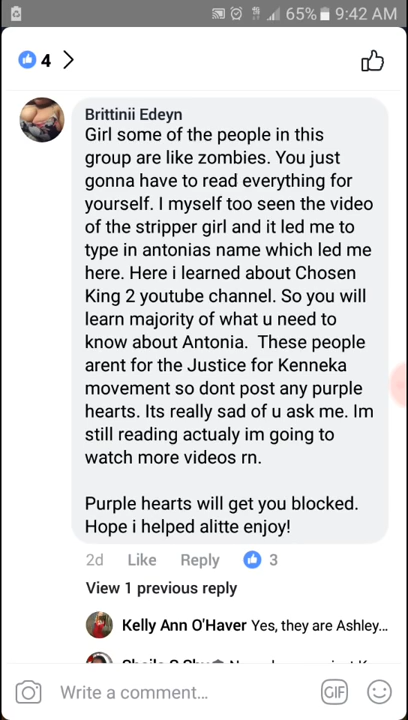 65% 9:42 AM
4
Brittinii Edeyn
Girl some of the people in this
group are like zombies. You just
gonna have to read everything for
yourself. I myself too seen the video
of the stripper girl and it led me to
type in antonias name which led me
here. Here i learned about Chosen
King 2 youtube channel. So you will
learn majority of what u need to
know about Antonia.  These people
arent for the Justice for Kenneka
movement so dont post any purple
hearts. Its really sad of u ask me. Im
still reading actualy im going to
watch more videos rn.
Purple hearts will get you blocked.
Hope i helped alitte enjoy!
2d Like Reply 3
View 1 previous reply
Kelly Ann O'Haver Yes, they are Ashley...
Write a comment...
GIF